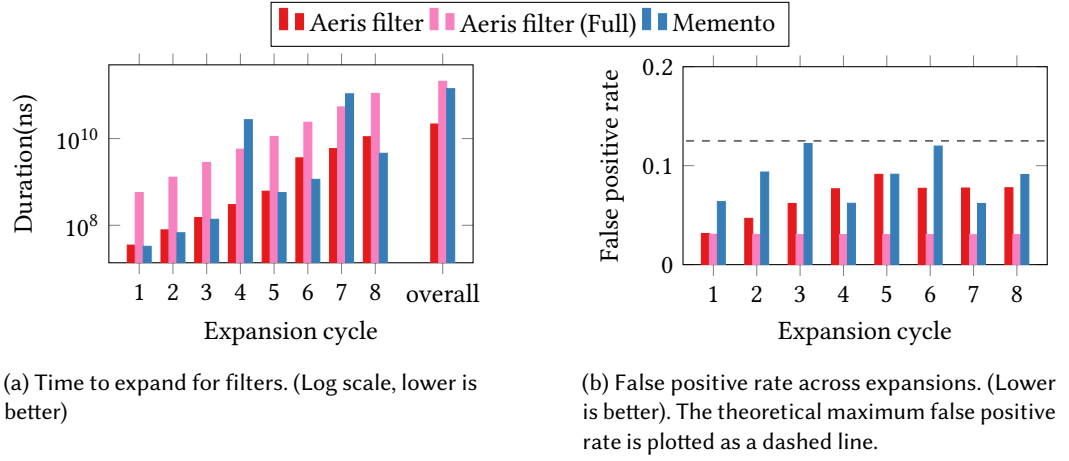 Aeris filter Aeris filter (Full) Memento
Duration(ns)
10^10
10^8
1 2 3 4 5 6 7 8 overall
Expansion cycle
(a) Time to expand for filters. (Log scale, lower is
better)
False positive rate
0.2
0.1
0
1 2 3 4 5 6 7 8
Expansion cycle
(b) False positive rate across expansions. (Lower
is better). The theoretical maximum false positive
rate is plotted as a dashed line.